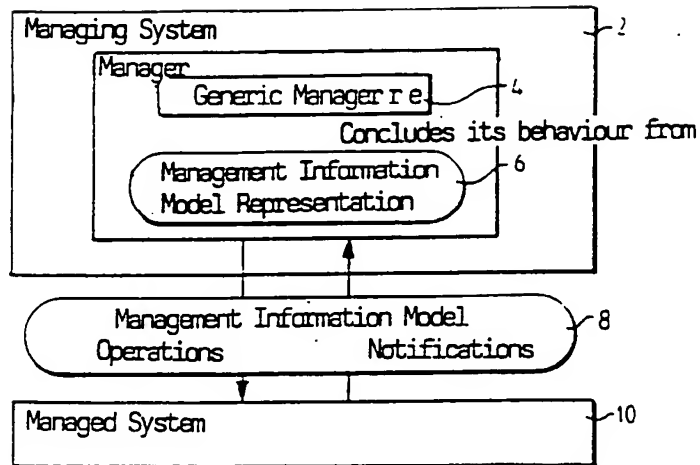 Managing System
2
Manager
Generic Managerr e
4
Concludes its behaviour from
Management Information
Model Representation
6
Management Information Model
Operations Notifications
8
Managed System
10